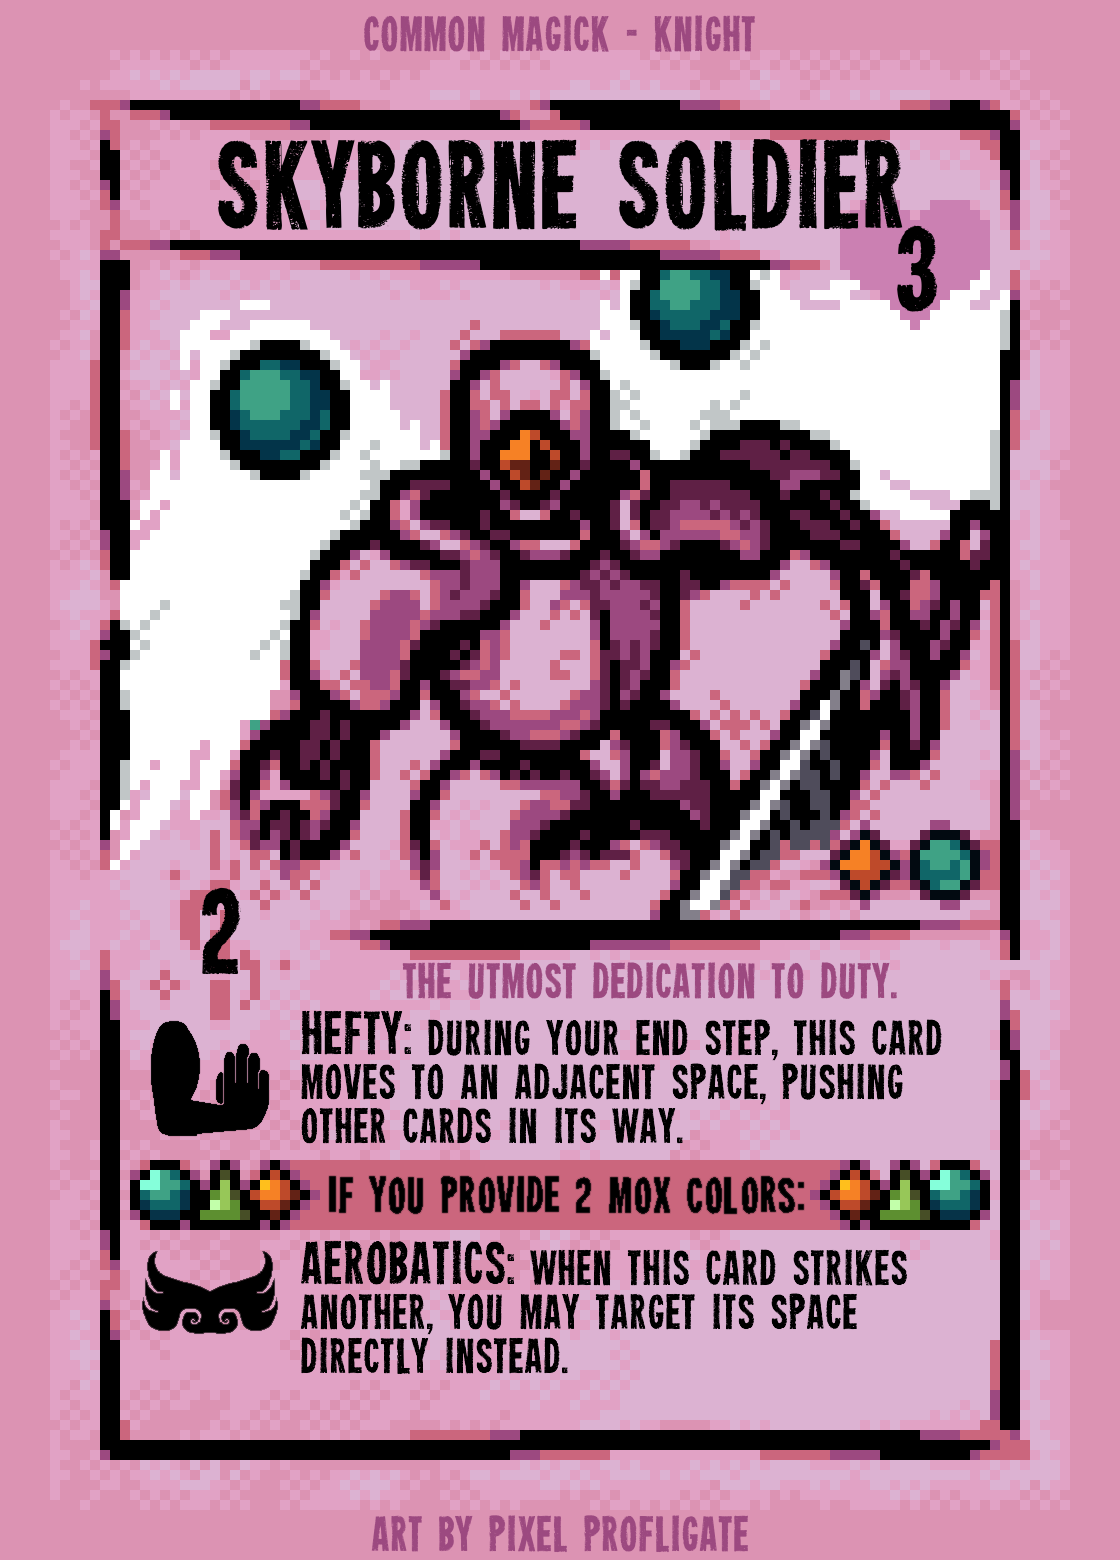 COMMON MAGICK - KNIGHT
SKYBORNE SOLDIER
3
2
THE UTMOST DEDICATION TO DUTY.
HEFTY: DURING YOUR END STEP, THIS CARD
MOVES TO AN ADJACENT SPACE, PUSHING
OTHER CARDS IN ITS WAY.
IF YOU PROVIDE 2 MOX COLORS:
AEROBATICS: WHEN THIS CARD STRIKES
ANOTHER, YOU MAY TARGET ITS SPACE
DIRECTLY INSTEAD.
ART BY PIXEL PROFLIGATE